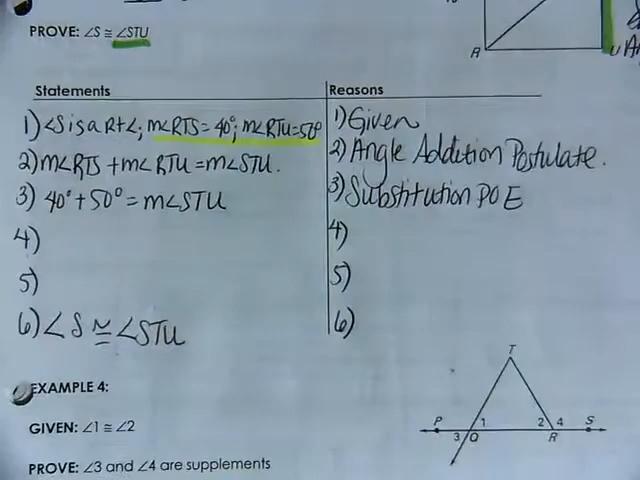 PROVE: ∠S ≅ ∠STU
A
Statements
Reasons
1) ∠S is a Rt∠; m∠RTS = 40°; m∠RTU = 50°
1) Given
2) m∠RTS + m∠RTU = m∠STU.
2) Angle Addition Postulate.
3) 40° + 50° = m∠STU
3) Substitution POE
4)
4)
5)
5)
6) ∠S ≅ ∠STU
6)
EXAMPLE 4:
GIVEN: ∠1 ≅ ∠2
PROVE: ∠3 and ∠4 are supplements
T
P 1 2 4 S
3 Q R